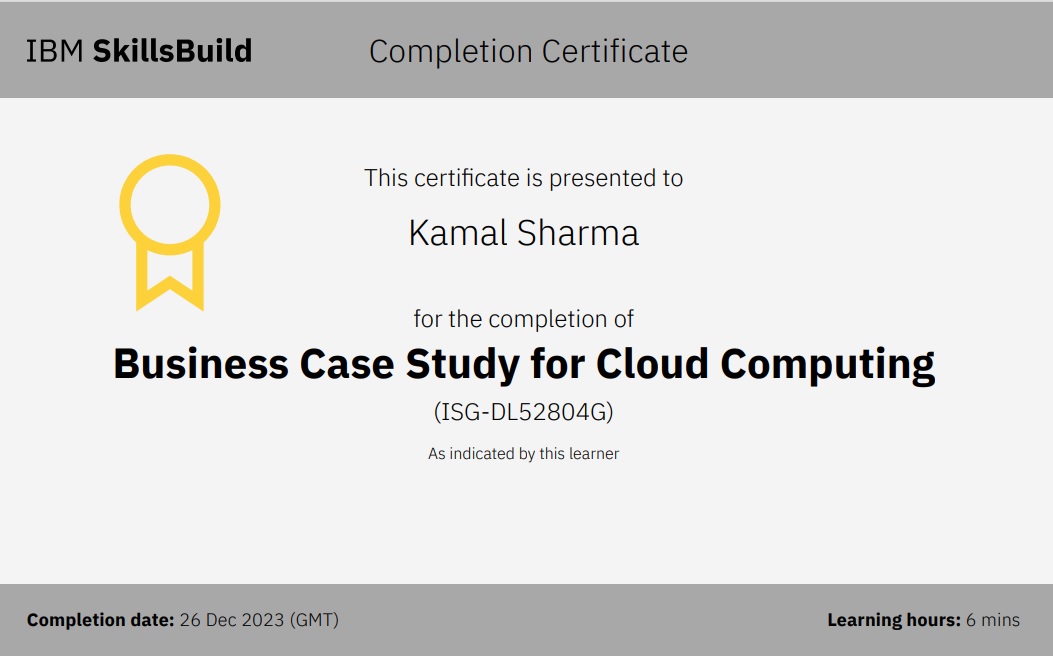 IBM SkillsBuild
Completion Certificate
This certificate is presented to
Kamal Sharma
for the completion of
Business Case Study for Cloud Computing
(ISG-DL52804G)
As indicated by this learner
Completion date: 26 Dec 2023 (GMT)
Learning hours: 6 mins